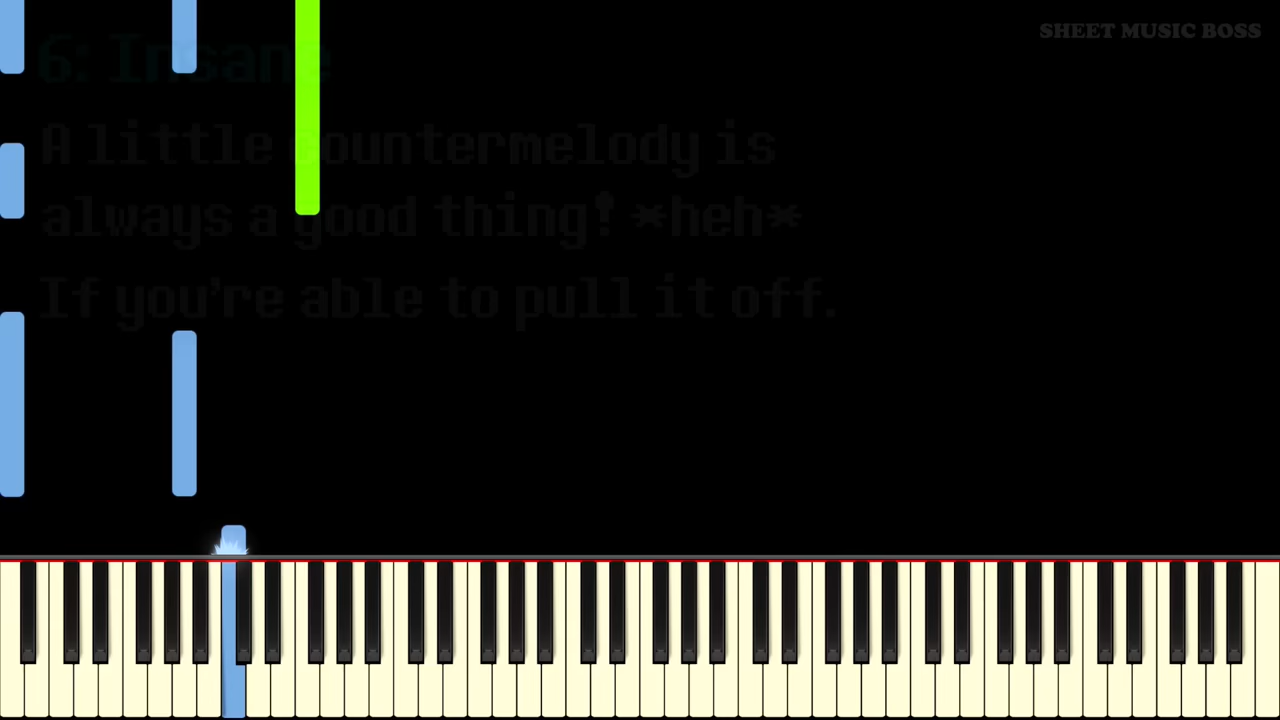 SHEET MUSIC BOSS
6: Insane
A little countermelody is
always a good thing! *heh*
If you're able to pull it off.